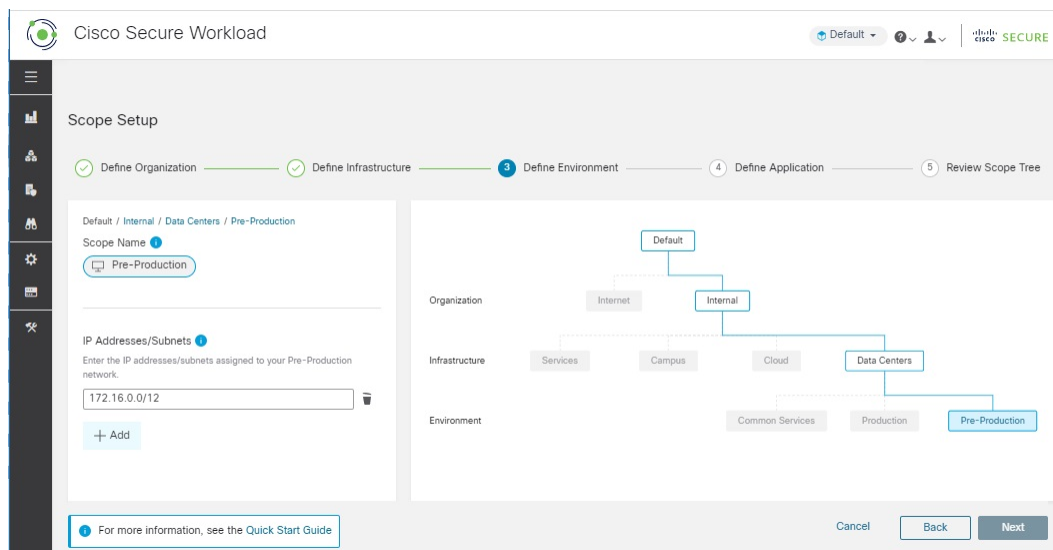 Cisco Secure Workload
Default
cisco SECURE
Scope Setup
Define Organization
Define Infrastructure
3 Define Environment
4 Define Application
5 Review Scope Tree
Default / Internal / Data Centers / Pre-Production
Scope Name
Pre-Production
IP Addresses/Subnets
Enter the IP addresses/subnets assigned to your Pre-Production
network.
172.16.0.0/12
+ Add
Default
Organization
Internet
Internal
Infrastructure
Services
Campus
Cloud
Data Centers
Environment
Common Services
Production
Pre-Production
For more information, see the Quick Start Guide
Cancel
Back
Next